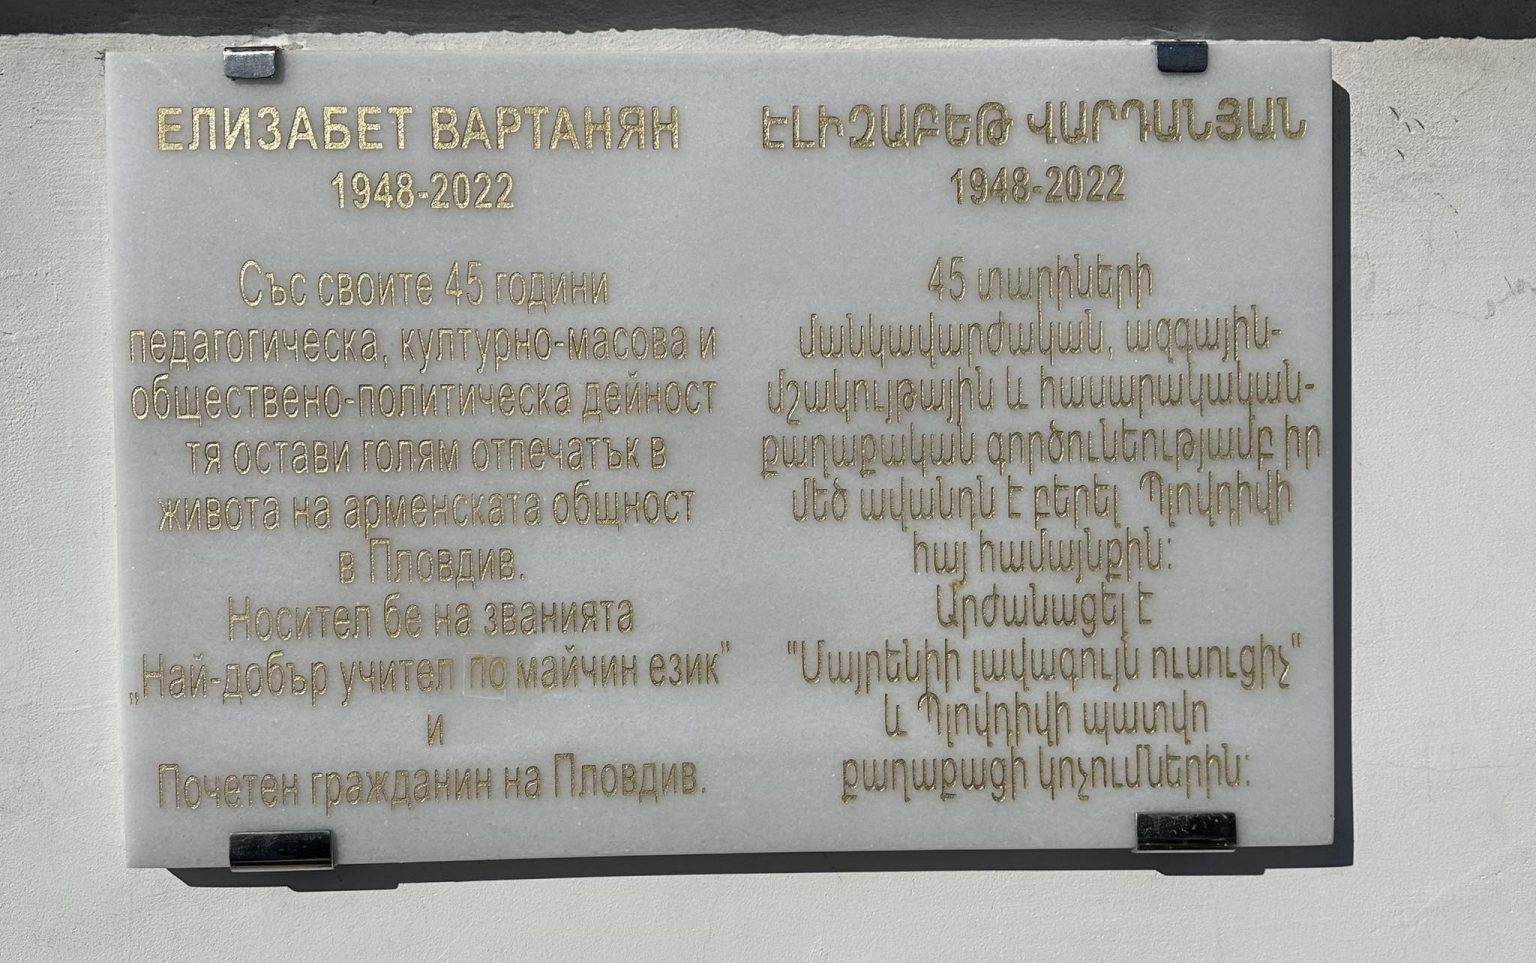 ЕЛИЗАБЕТ ВАРТАНЯН
1948-2022
Със своите 45 години
педагогическа, културно-масова и
обществено-политическа дейност
тя остави голям отпечатък в
живота на арменската общност
в Пловдив.
Носител бе на званията
„Най-добър учител по майчин език”
и
Почетен гражданин на Пловдив.
ԷԼԻԶԱԲԵԹ ՎԱՐԴԱՆՅԱՆ
1948-2022
45 տարիների
մանկավարժական, ազգային-
մշակութային և հասարակական-
քաղաքական գործունեությամբ իր
մեծ ավանդն է բերել Պլովդիվի
հայ համայնքին:
Արժանացել է
"Մայրենիի լավագույն ուսուցիչ"
և Պլովդիվի պատվո
քաղաքացի կոչումներին: